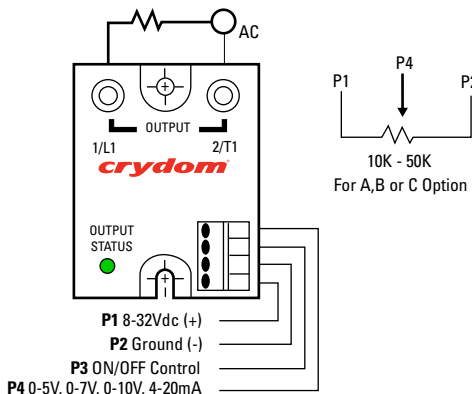 AC
OUTPUT
1/L1 2/T1
crydom
OUTPUT
STATUS
P1 8-32Vdc (+)
P2 Ground (-)
P3 ON/OFF Control
P4 0-5V, 0-7V, 0-10V, 4-20mA
P4
P1 P2
10K - 50K
For A,B or C Option